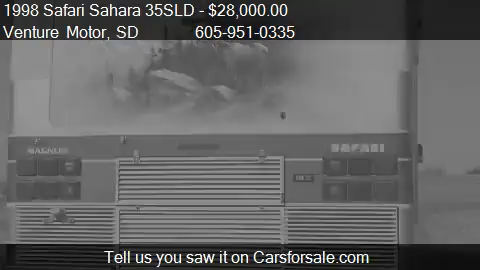 1998 Safari Sahara 35SLD - $28,000.00
Venture Motor, SD 605-951-0335
MAGNUM SAFARI
Tell us you saw it on Carsforsale.com